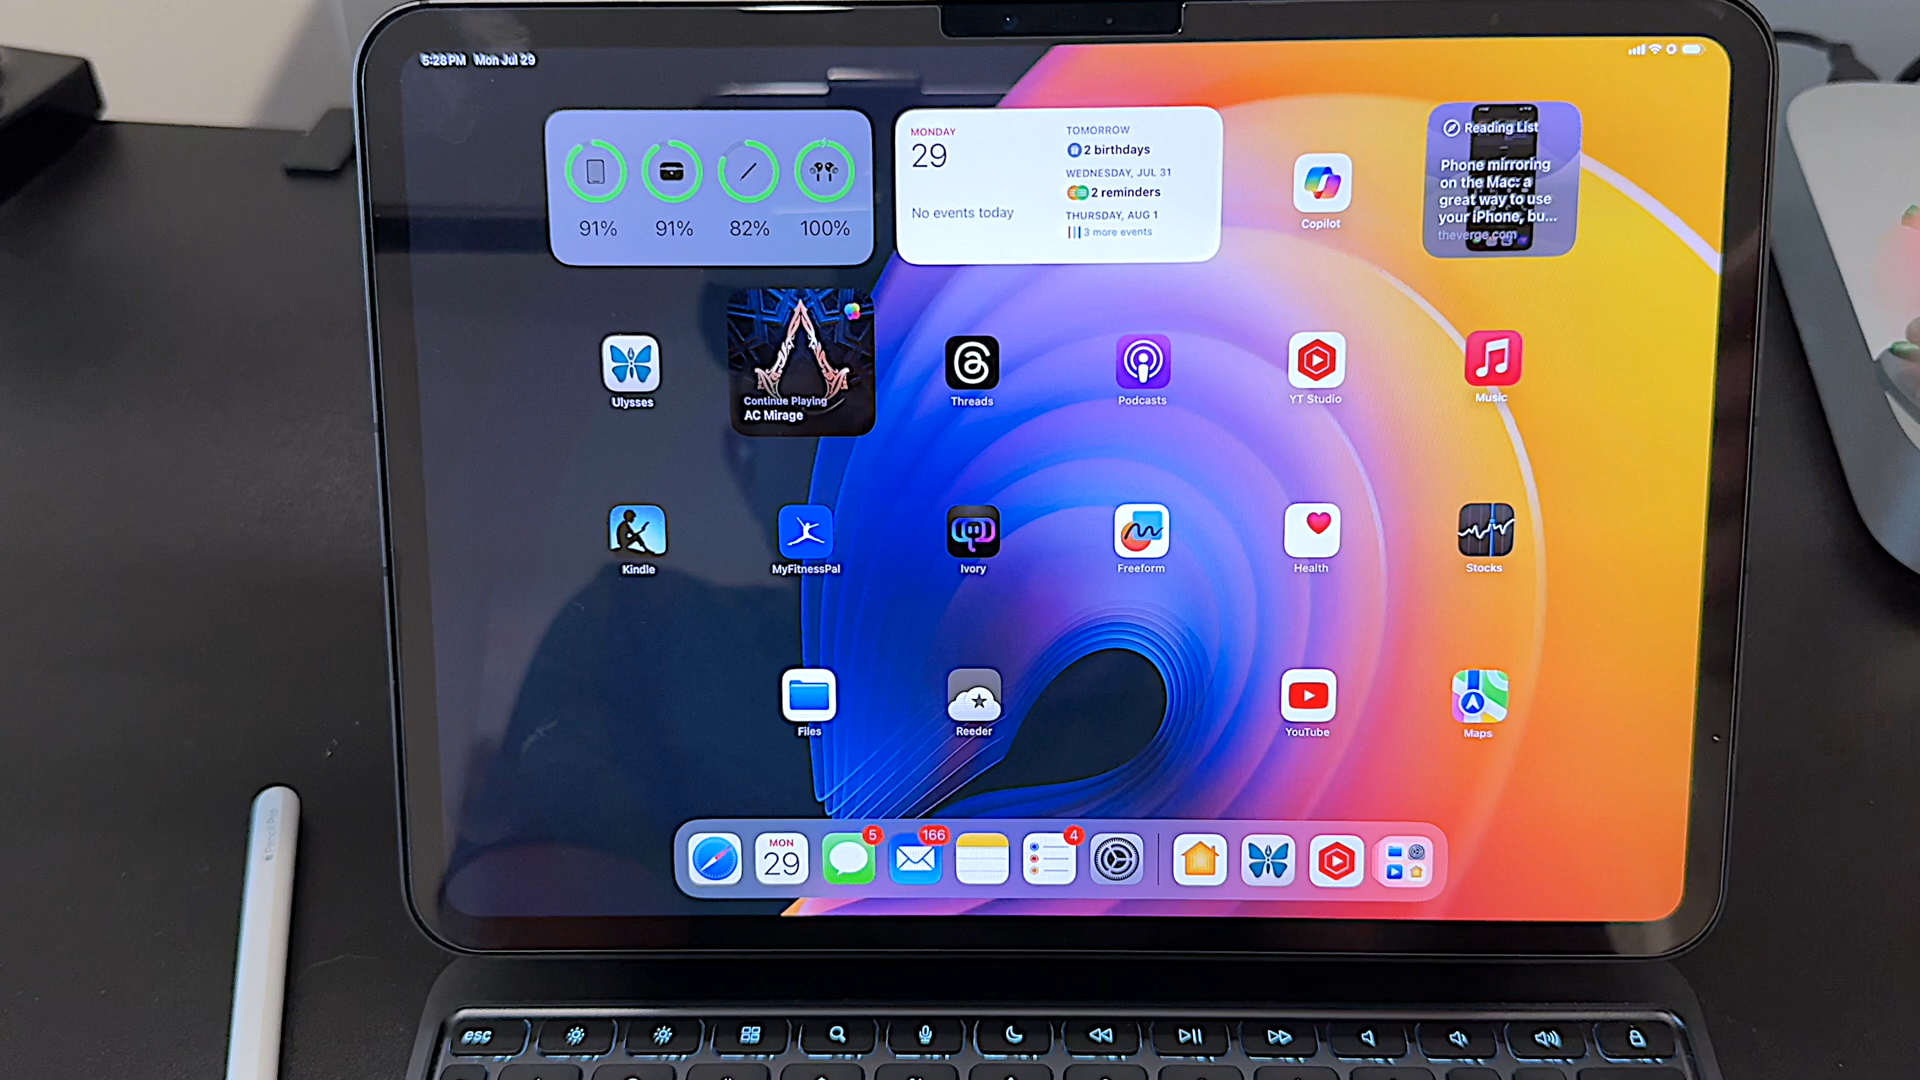 5:28 PM Mon Jul 29
91%
91%
82%
100%
MONDAY
29
No events today
TOMORROW
2 birthdays
WEDNESDAY, JUL 31
2 reminders
THURSDAY, AUG 1
3 more events
Copilot
Reading List
Phone mirroring
on the Mac: a
great way to use
your iPhone, bu...
theverge.com
Ulysses
Continue Playing
AC Mirage
Threads
Podcasts
YT Studio
Music
Kindle
MyFitnessPal
Ivory
Freeform
Health
Stocks
Files
Reeder
YouTube
Maps
MON
29
5
166
4
Pencil Pro
esc